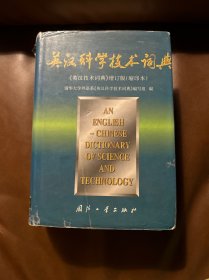 英汉科学技术词典
《英汉技术词典》增订版（缩印本）
清华大学外语系《英汉科学技术词典》编写组 编
AN
ENGLISH
-CHINESE
DICTIONARY
OF SCIENCE
AND
TECHNOLOGY
国防工业出版社